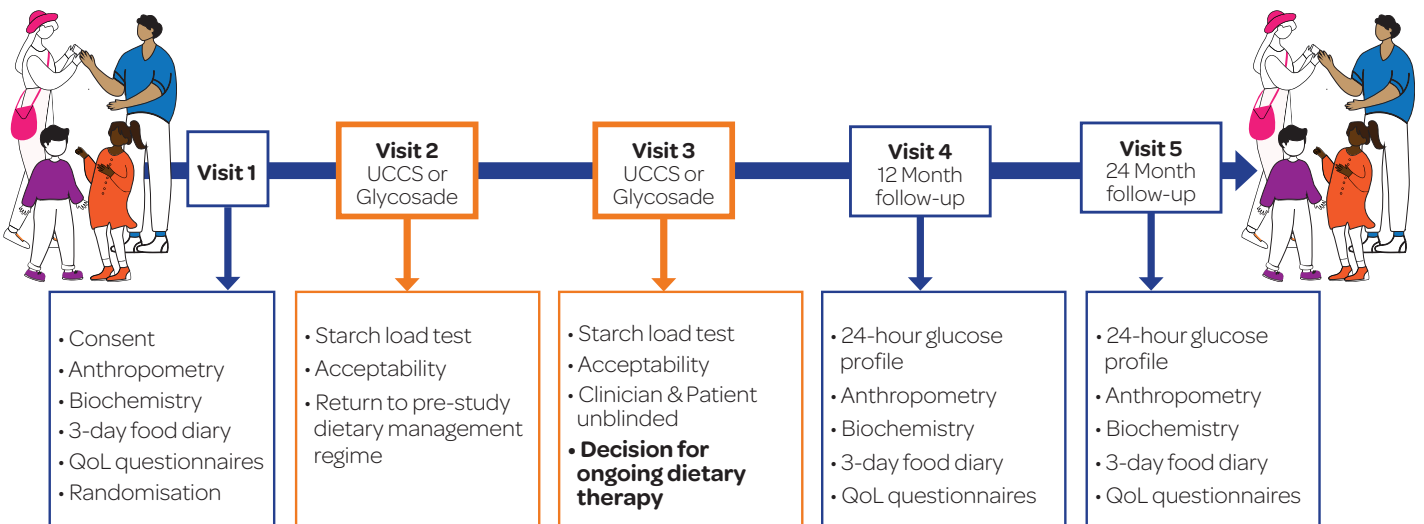 Visit 1
Visit 2
UCCS or
Glycosade
Visit 3
UCCS or
Glycosade
Visit 4
12 Month
follow-up
Visit 5
24 Month
follow-up
• Consent
• Anthropometry
• Biochemistry
• 3-day food diary
• QoL questionnaires
• Randomisation
• Starch load test
• Acceptability
• Return to pre-study
dietary management
regime
• Starch load test
• Acceptability
• Clinician & Patient
unblinded
• Decision for
ongoing dietary
therapy
• 24-hour glucose
profile
• Anthropometry
• Biochemistry
• 3-day food diary
• QoL questionnaires
• 24-hour glucose
profile
• Anthropometry
• Biochemistry
• 3-day food diary
• QoL questionnaires